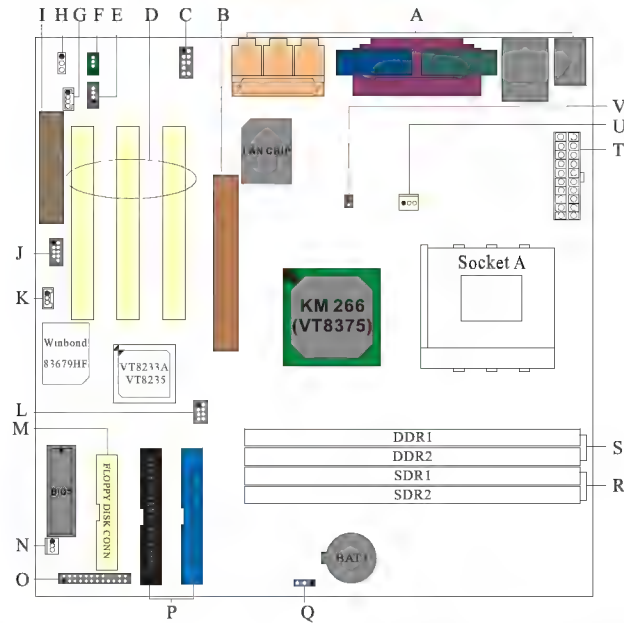 I H G F E D C B A
V
U
T
LAN CHIP
J
Socket A
K
KM 266
(VT8375)
Winbond
83679HF
VT8233A
VT8235
L
M
DDR1
DDR2
S
SDR1
SDR2
R
BIOS
FLOPPY DISK CONN
N
BAT1
O
P
Q